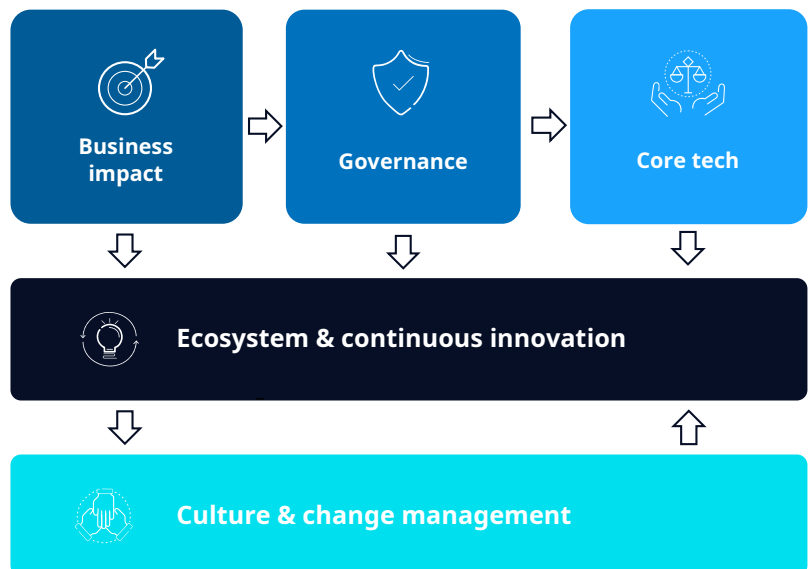 Business
impact
Governance
Core tech
Ecosystem & continuous innovation
Culture & change management